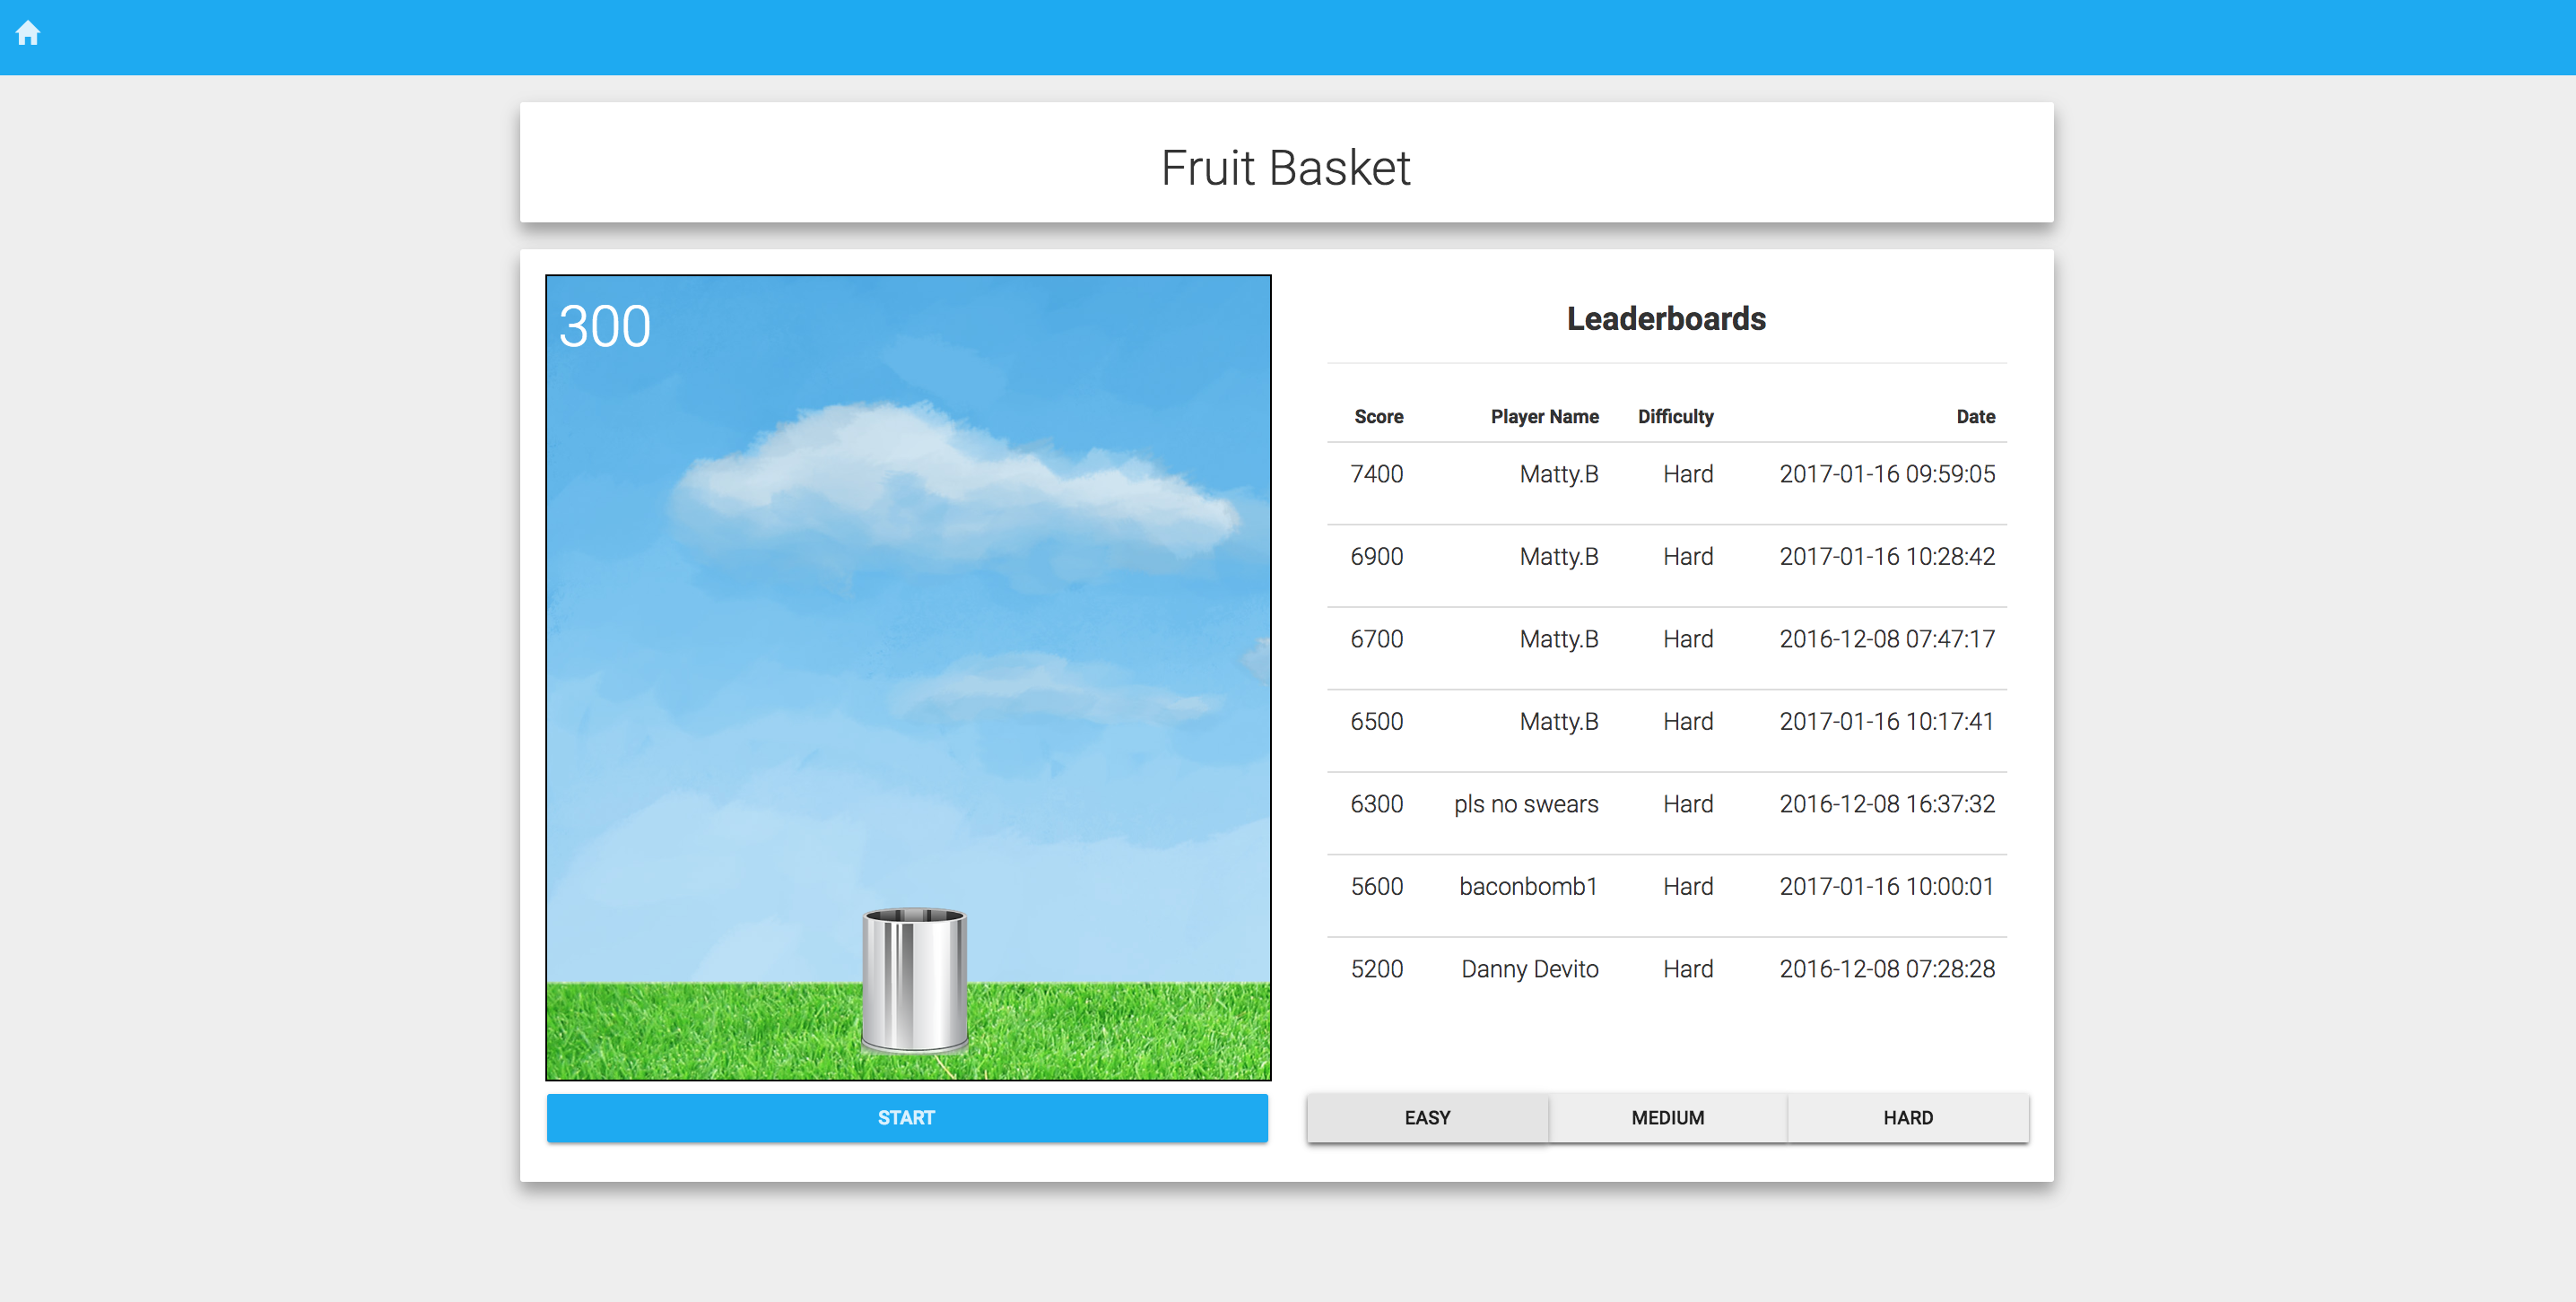 Fruit Basket
300
Leaderboards
Score Player Name Difficulty Date
7400 Matty.B Hard 2017-01-16 09:59:05
6900 Matty.B Hard 2017-01-16 10:28:42
6700 Matty.B Hard 2016-12-08 07:47:17
6500 Matty.B Hard 2017-01-16 10:17:41
6300 pls no swears Hard 2016-12-08 16:37:32
5600 baconbomb1 Hard 2017-01-16 10:00:01
5200 Danny Devito Hard 2016-12-08 07:28:28
START
EASY MEDIUM HARD